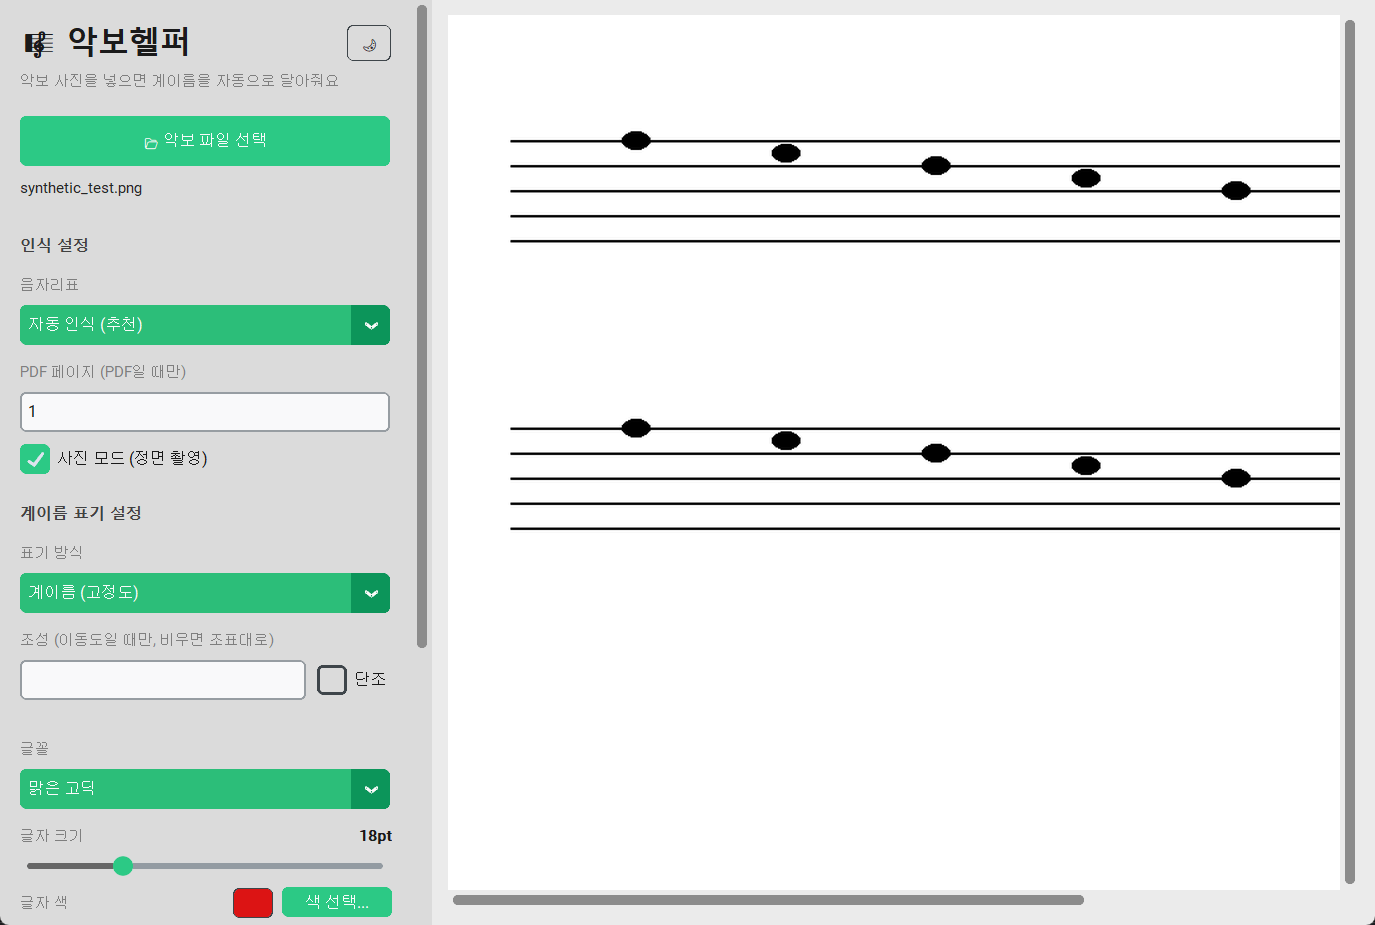 악보헬퍼
악보 사진을 넣으면 계이름을 자동으로 달아줘요
악보 파일 선택
synthetic_test.png
인식 설정
음자리표
자동 인식 (추천)
PDF 페이지 (PDF일 때만)
1
사진 모드 (정면 촬영)
계이름 표기 설정
표기 방식
계이름 (고정도)
조성 (이동도일 때만, 비우면 조표대로)
단조
글꼴
맑은 고딕
글자 크기 18pt
글자 색 색 선택...